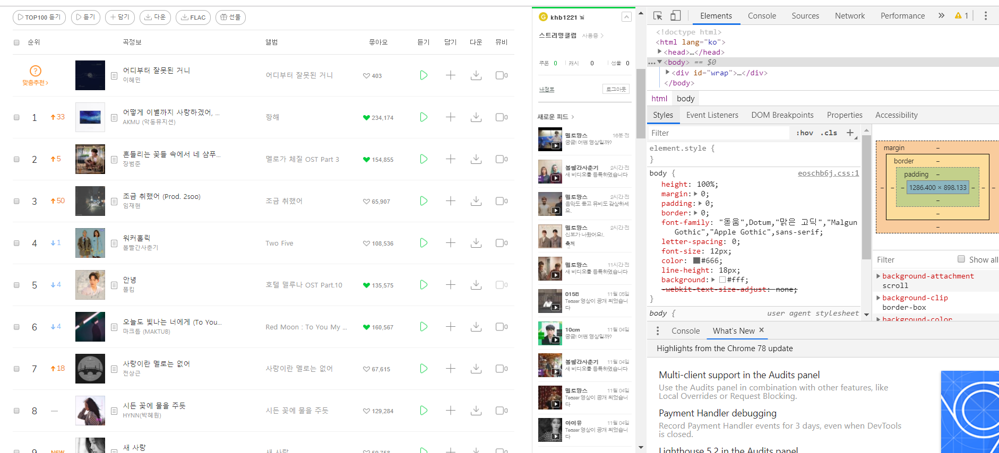 TOP100 듣기
듣기
담기
다운
FLAC
선물
순위
곡정보
앨범
좋아요
듣기
담기
다운
뮤비
맞춤추천
어디부터 잘못된 거니
이혜민
어디부터 잘못된 거니
403
1
33
어떻게 이별까지 사랑하겠어, ...
AKMU (악동뮤지션)
항해
234,174
2
5
흔들리는 꽃들 속에서 네 샴푸...
장범준
멜로가 체질 OST Part 3
154,855
3
50
조금 취했어 (Prod. 2soo)
임재현
조금 취했어
65,907
4
1
워커홀릭
볼빨간사춘기
Two Five
108,536
5
4
안녕
폴킴
호텔 델루나 OST Part.10
135,575
6
4
오늘도 빛나는 너에게 (To You...
마크툽 (MAKTUB)
Red Moon : To You My ...
160,567
7
18
사랑이란 멜로는 없어
전상근
사랑이란 멜로는 없어
67,615
8
시든 꽃에 물을 주듯
HYNN(박혜원)
시든 꽃에 물을 주듯
129,284
9
NEW
새 사랑
새 사랑
59,758
G khb1221 님
스트리밍클럽 사용중
쿠폰 0
캐시 0
선물 0
내정보
로그아웃
새로운 피드
멜로망스 16분 전
궁금! 어떤 영상일까?
볼빨간사춘기 2시간 전
새 비디오를 등록하였습니다
멜로망스 2시간 전
음악도 듣고 뮤비도 감상하세
요.
멜로망스 2시간 전
신보가 나왔어요!.
축제
멜로망스 11시간 전
새 비디오를 등록하였습니다
015B 11월 05일
Teaser 영상이 공개 되었습니
다
10cm 11월 04일
궁금! 어떤 영상일까?
볼빨간사춘기 11월 04일
새 비디오를 등록하였습니다
멜로망스 11월 04일
Teaser 영상이 공개 되었습니
다
아이유 11월 04일
Teaser 영상이 공개 되었습니
다
Elements
Console
Sources
Network
Performance
»
1
<!doctype html>
<html lang="ko">
<head>…</head>
<body> == $0
<div id="wrap">…</div>
</body>
html
body
Styles
Event Listeners
DOM Breakpoints
Properties
Accessibility
Filter
:hov
.cls
+
element.style {
}
body {
eoschb6j.css:1
height: 100%;
margin: 0;
padding: 0;
border: 0;
font-family: "돋움",Dotum,"맑은 고딕","Malgun
Gothic","Apple Gothic",sans-serif;
letter-spacing: 0;
font-size: 12px;
color: #666;
line-height: 18px;
background: #fff;
-webkit-text-size-adjust: none;
}
body {
user agent stylesheet
margin
–
border
–
padding
–
– – – 1286.400 × 898.133 – – –
–
–
–
Filter
Show all
background-attachment
scroll
background-clip
border-box
background-color
Console
What's New ×
Highlights from the Chrome 78 update
Multi-client support in the Audits panel
Use the Audits panel in combination with other features, like
Local Overrides or Request Blocking.
Payment Handler debugging
Record Payment Handler events for 3 days, even when DevTools
is closed.
Lighthouse 5.2 in the Audits panel